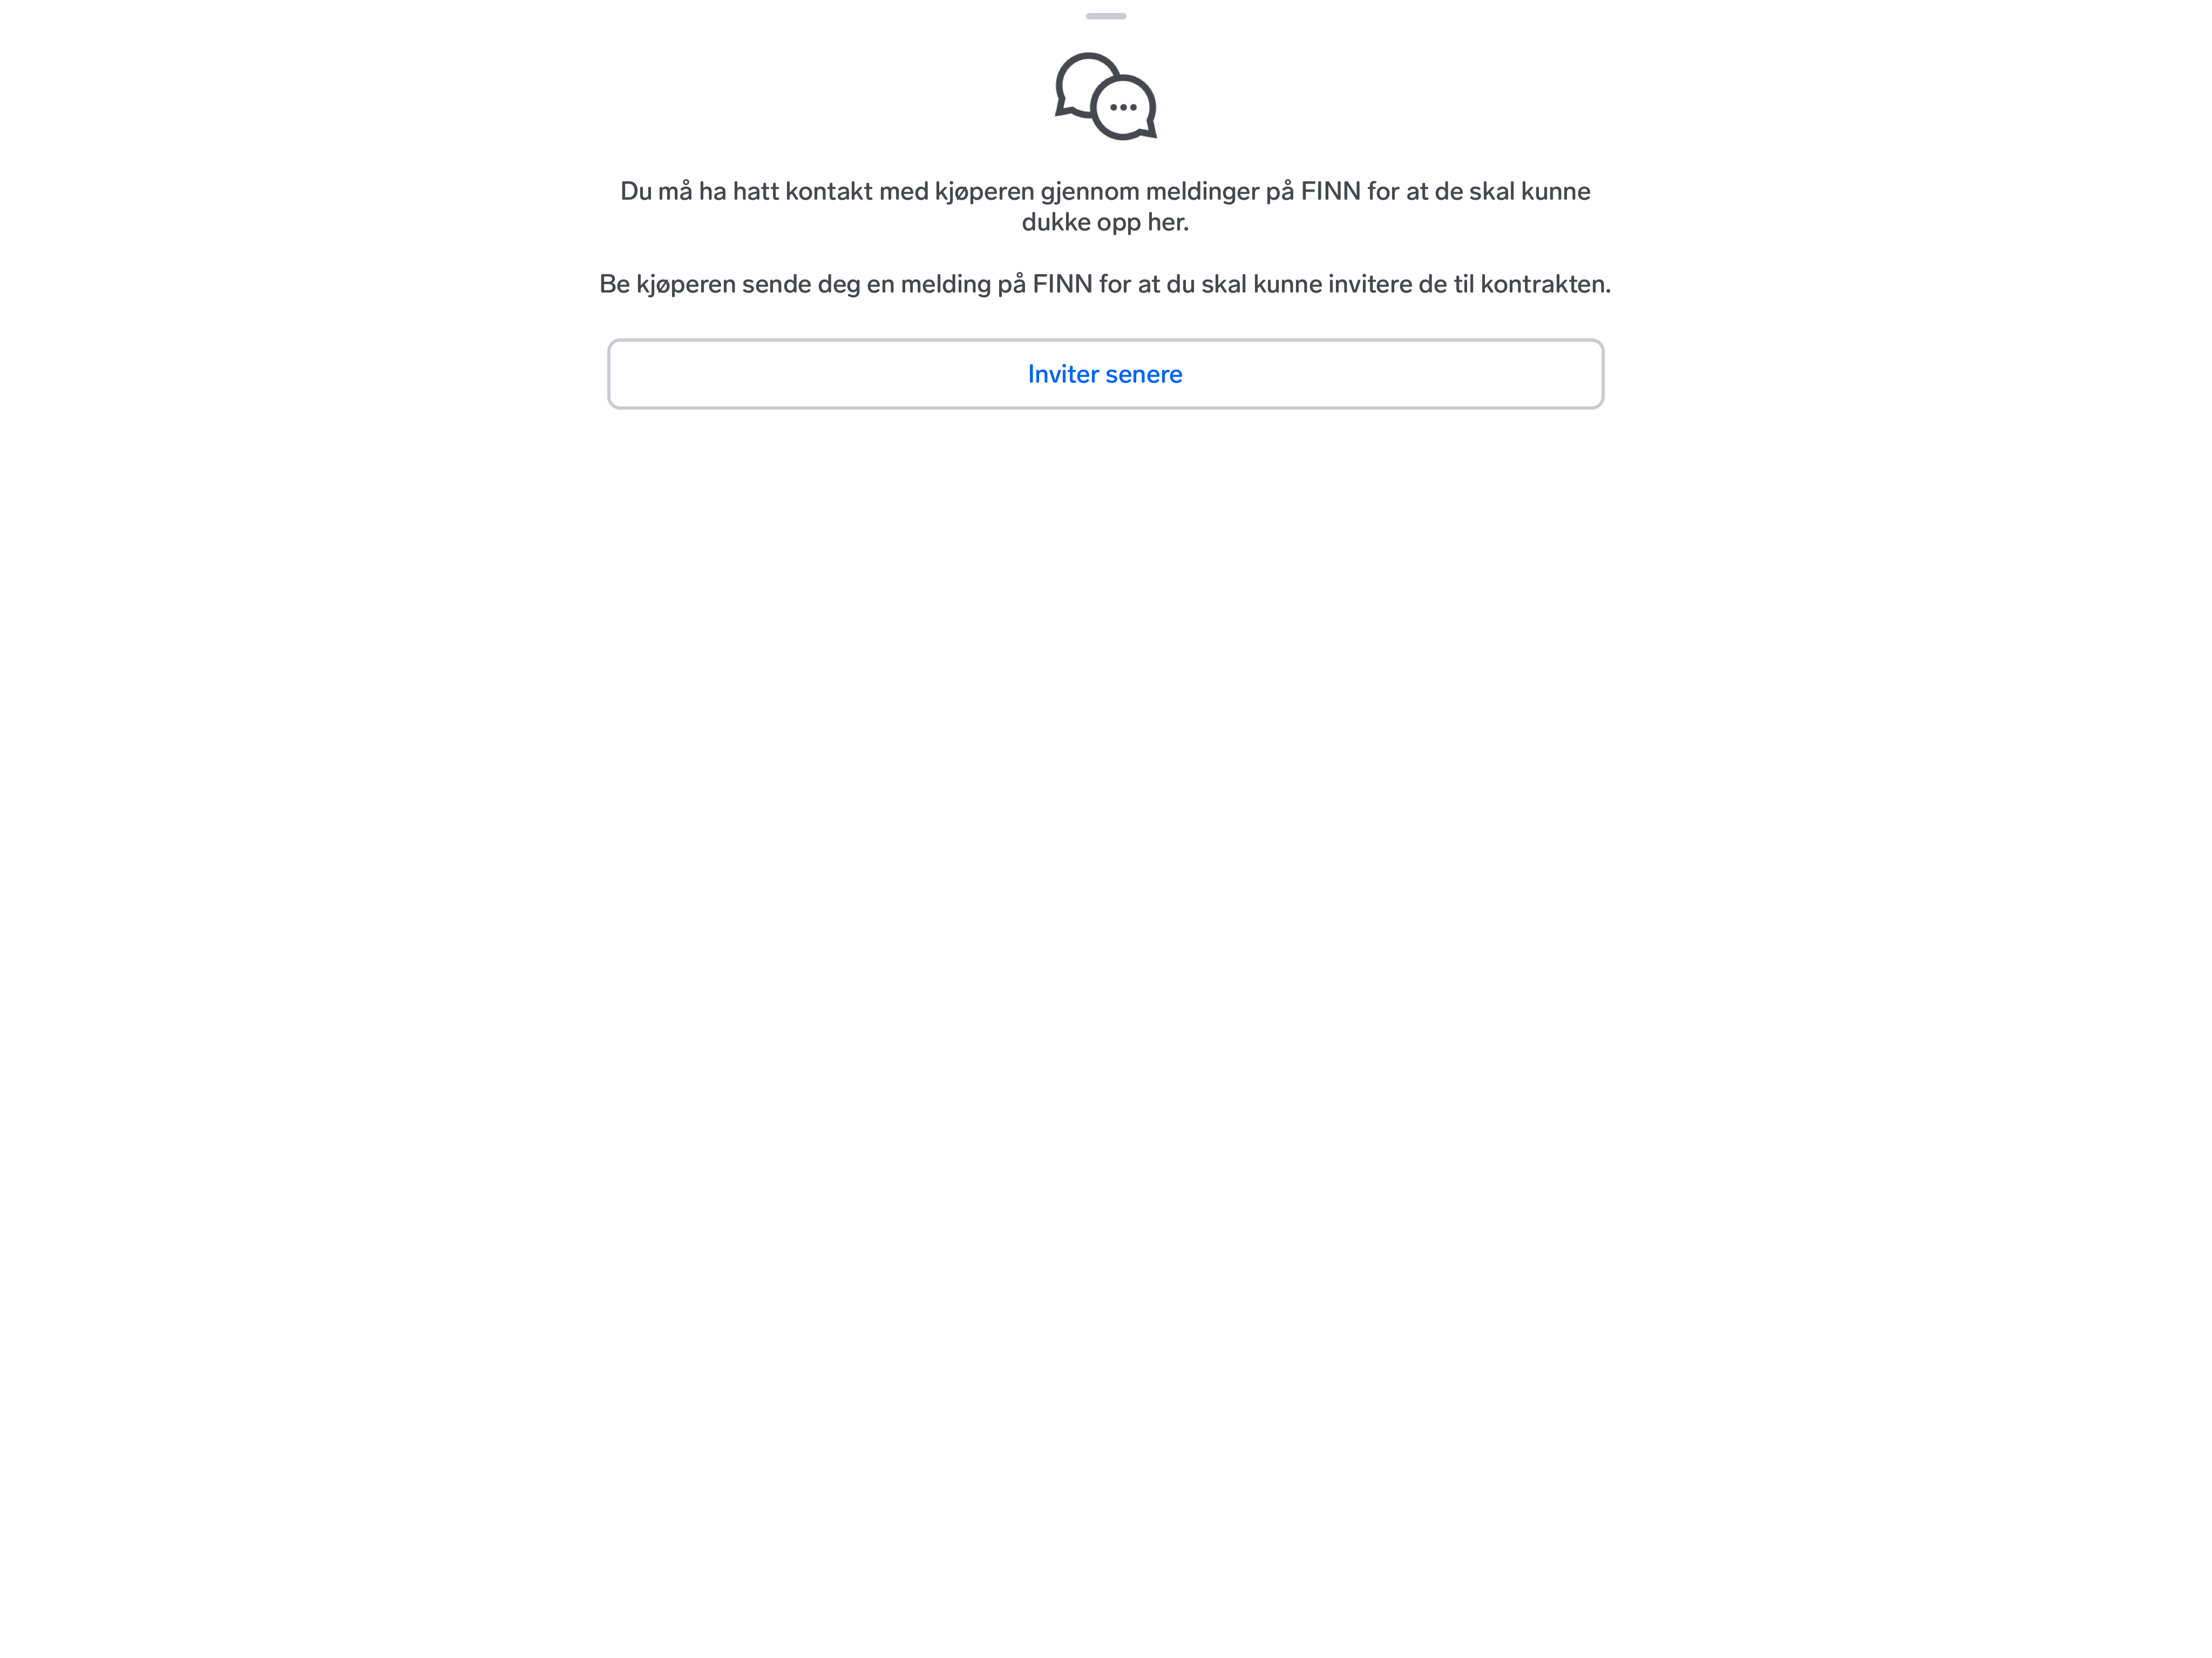 Du må ha hatt kontakt med kjøperen gjennom meldinger på FINN for at de skal kunne
dukke opp her.
Be kjøperen sende deg en melding på FINN for at du skal kunne invitere de til kontrakten.
Inviter senere